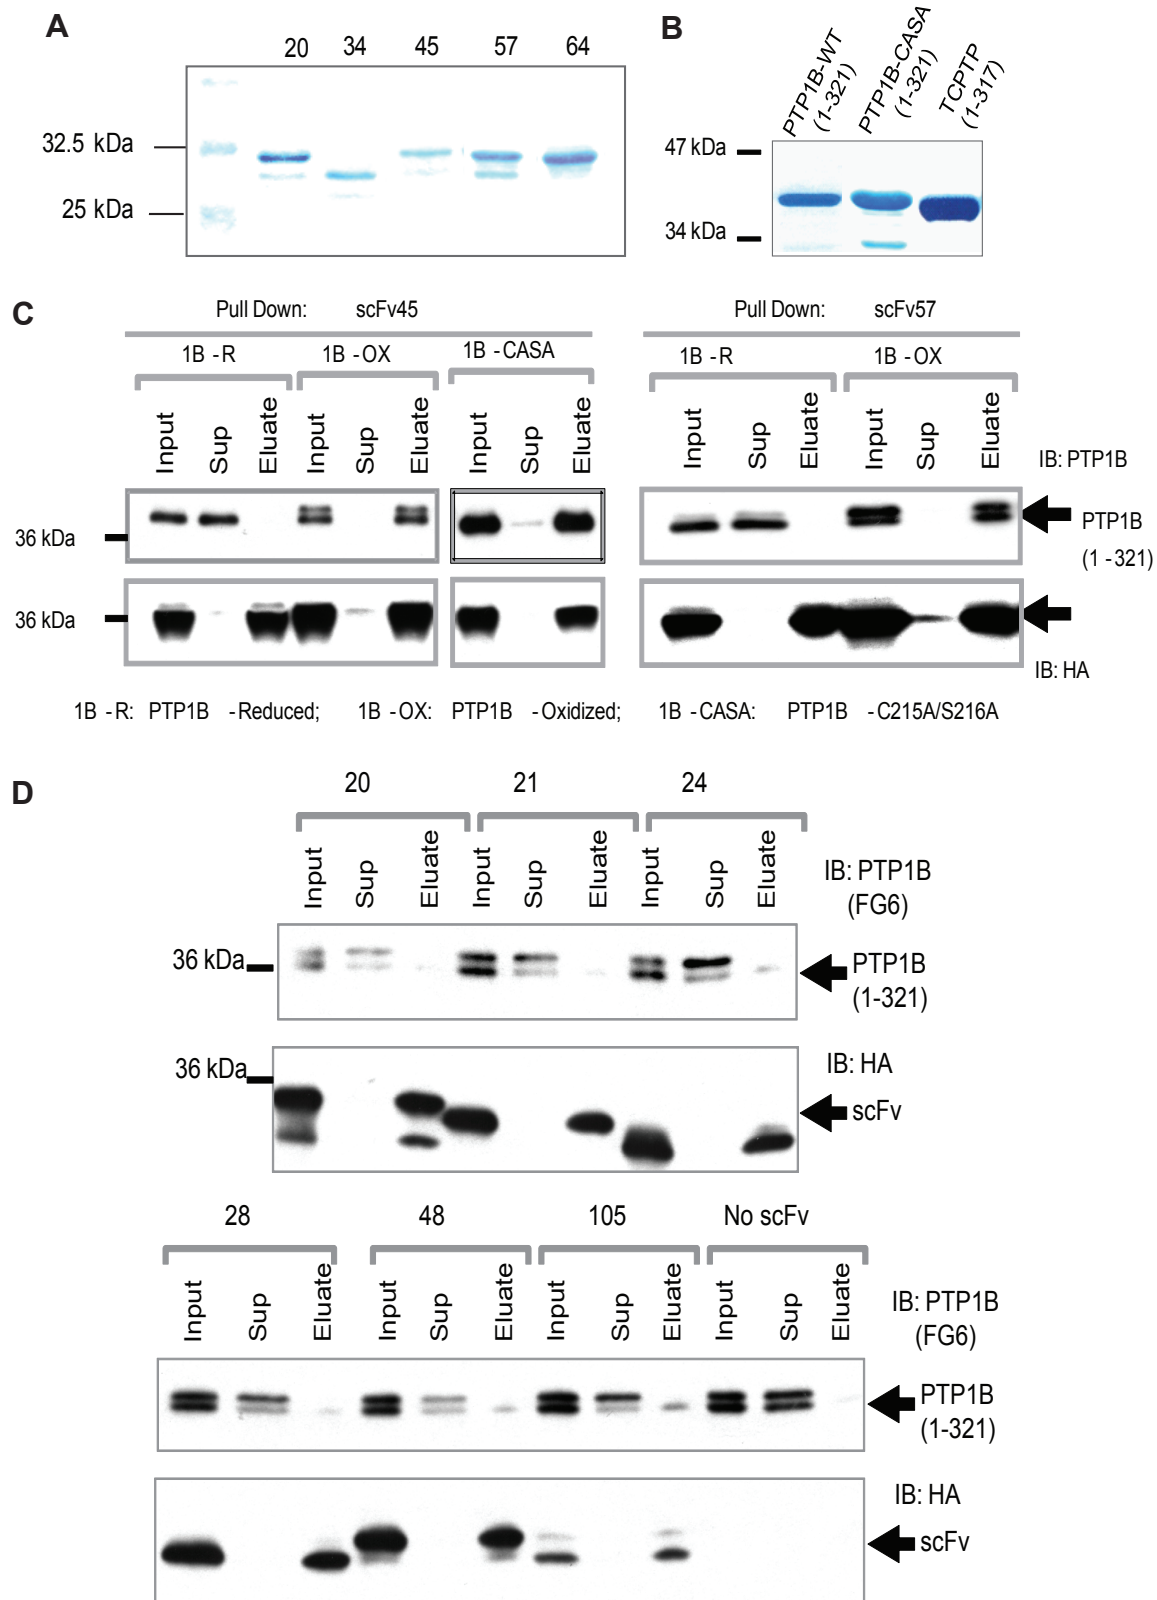 A
20 34 45 57 64
32.5 kDa
25 kDa
B
PTP1B-WT
(1-321)
PTP1B-CASA
(1-321)
TCPTP
(1-317)
47 kDa
34 kDa
C
Pull Down: scFv45
1B -R 1B -OX 1B -CASA
Input Sup Eluate Input Sup Eluate Input Sup Eluate
Pull Down: scFv57
1B -R 1B -OX
Input Sup Eluate Input Sup Eluate
IB: PTP1B
36 kDa
PTP1B
(1 -321)
36 kDa
IB: HA
1B -R: PTP1B -Reduced; 1B -OX: PTP1B -Oxidized; 1B -CASA: PTP1B -C215A/S216A
D
20 21 24
Input Sup Eluate Input Sup Eluate Input Sup Eluate
IB: PTP1B
(FG6)
36 kDa
PTP1B
(1-321)
36 kDa
IB: HA
scFv
28 48 105 No scFv
Input Sup Eluate Input Sup Eluate Input Sup Eluate Input Sup Eluate
IB: PTP1B
(FG6)
PTP1B
(1-321)
IB: HA
scFv